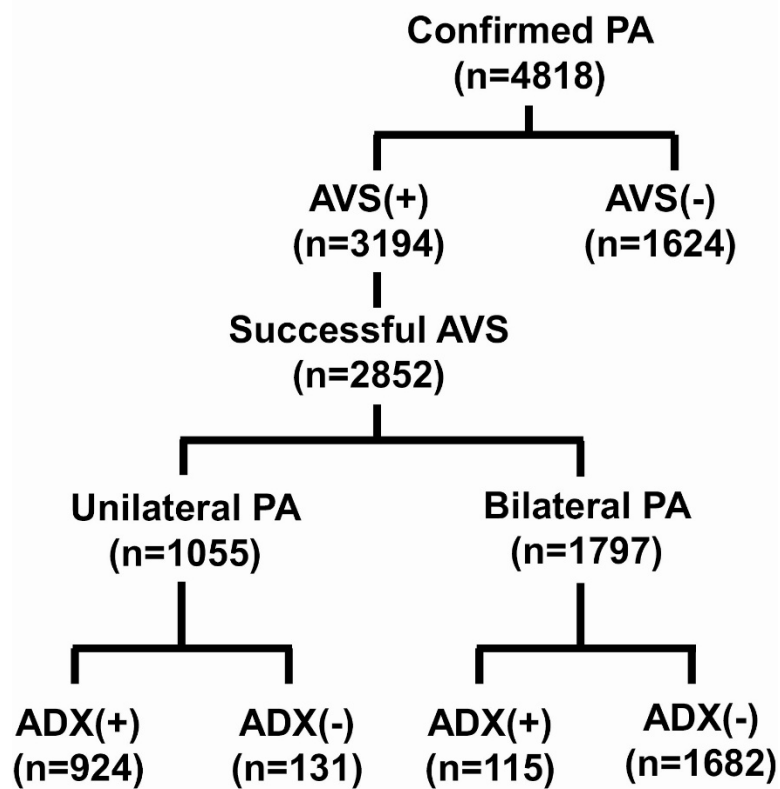 Confirmed PA
(n=4818)
AVS(+)
(n=3194)
AVS(-)
(n=1624)
Successful AVS
(n=2852)
Unilateral PA
(n=1055)
Bilateral PA
(n=1797)
ADX(+)
(n=924)
ADX(-)
(n=131)
ADX(+)
(n=115)
ADX(-)
(n=1682)